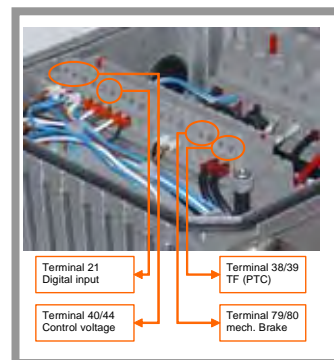 Terminal 21
Digital input
Terminal 38/39
TF (PTC)
Terminal 40/44
Control voltage
Terminal 79/80
mech. Brake